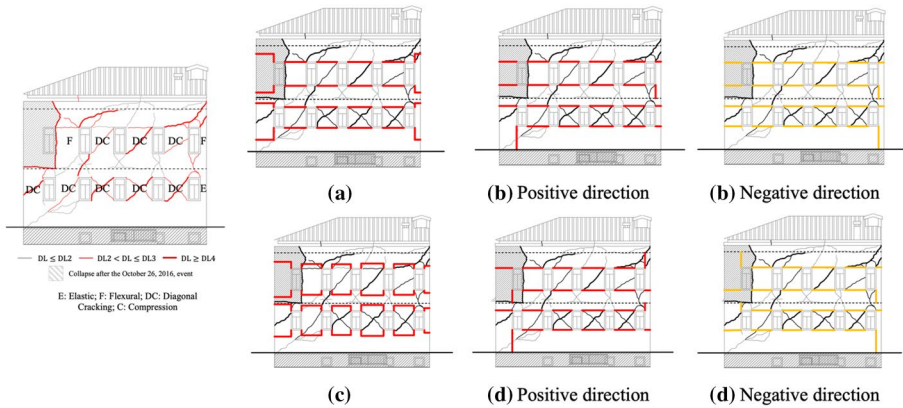 (a)
(b) Positive direction
(b) Negative direction
F DC DC DC F
DC DC DC DC DC E
DL ≤ DL2 DL2 < DL ≤ DL3 DL ≥ DL4
Collapse after the October 26, 2016, event
E: Elastic; F: Flexural; DC: Diagonal
Cracking; C: Compression
(c)
(d) Positive direction
(d) Negative direction